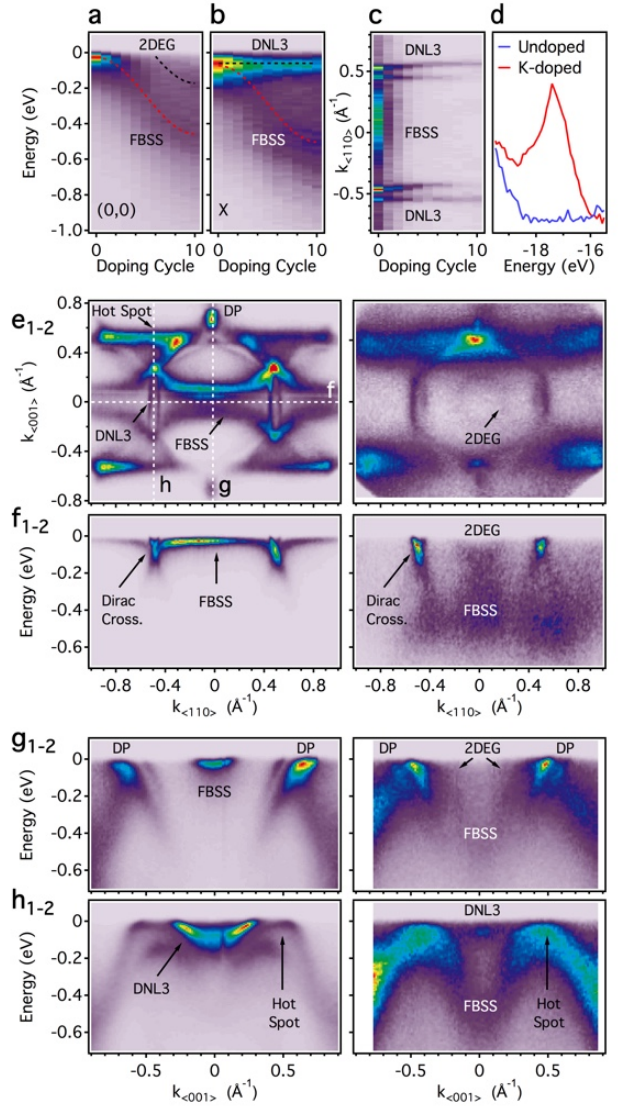 a
b
c
d
2DEG
DNL3
DNL3
Undoped
K-doped
0
-0.2
-0.4
-0.6
-0.8
-1.0
Energy (eV)
FBSS
FBSS
FBSS
(0,0)
X
DNL3
0.5
0
-0.5
k<110> (Å-1)
0
10
0
10
0
10
-18
-16
Doping Cycle
Doping Cycle
Doping Cycle
Energy (eV)
e1-2
0.8
0.4
0
-0.4
-0.8
k<001> (Å-1)
Hot Spot
DP
f
DNL3
FBSS
h
g
2DEG
f1-2
0
-0.2
-0.4
-0.6
Energy (eV)
Dirac
Cross.
FBSS
2DEG
Dirac
Cross.
FBSS
-0.8
-0.4
0
0.4
0.8
-0.8
-0.4
0
0.4
0.8
k<110> (Å-1)
k<110> (Å-1)
g1-2
DP
DP
DP
2DEG
DP
0
-0.2
-0.4
-0.6
Energy (eV)
FBSS
FBSS
h1-2
0
-0.2
-0.4
-0.6
Energy (eV)
DNL3
Hot
Spot
DNL3
FBSS
Hot
Spot
-0.5
0
0.5
-0.5
0
0.5
k<001> (Å-1)
k<001> (Å-1)